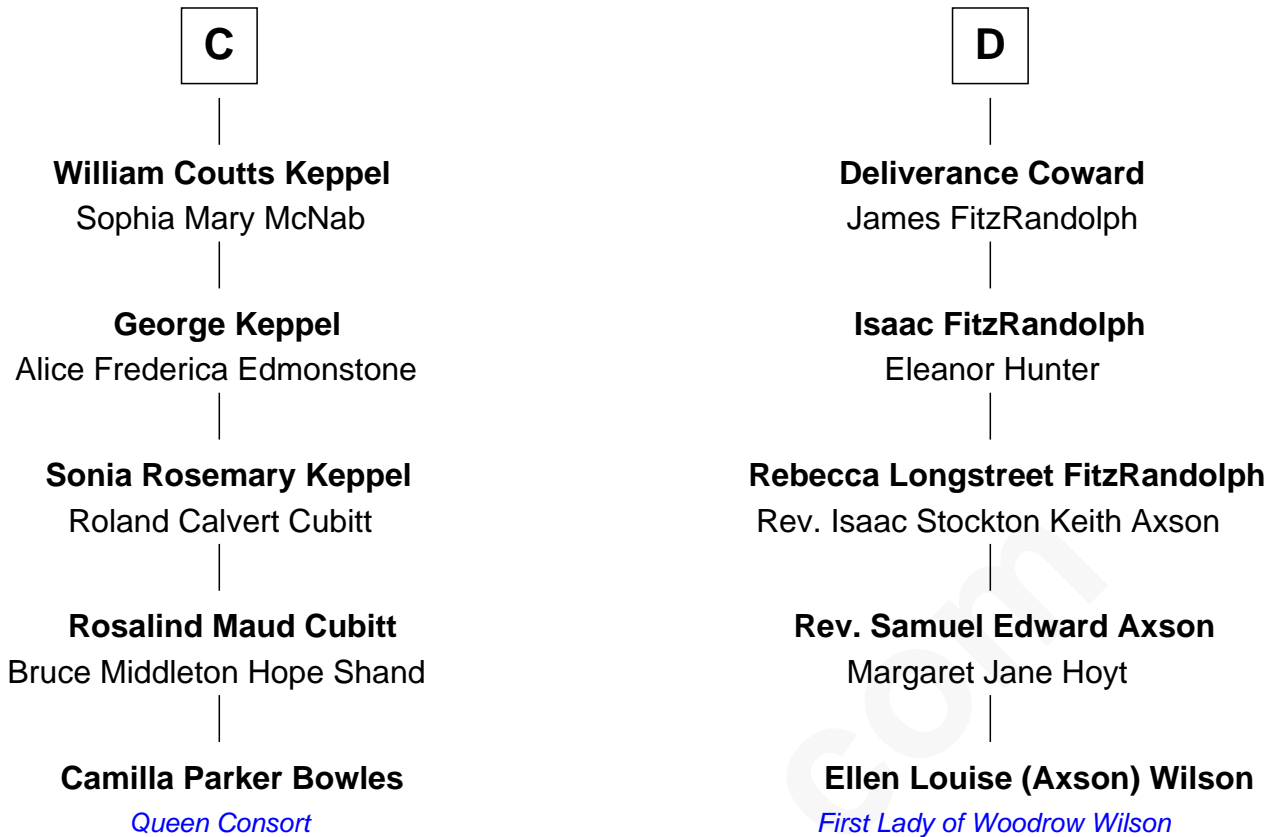 C
William Coutts Keppel
Sophia Mary McNab
George Keppel
Alice Frederica Edmonstone
Sonia Rosemary Keppel
Roland Calvert Cubitt
Rosalind Maud Cubitt
Bruce Middleton Hope Shand
Camilla Parker Bowles
Queen Consort
D
Deliverance Coward
James FitzRandolph
Isaac FitzRandolph
Eleanor Hunter
Rebecca Longstreet FitzRandolph
Rev. Isaac Stockton Keith Axson
Rev. Samuel Edward Axson
Margaret Jane Hoyt
Ellen Louise (Axson) Wilson
First Lady of Woodrow Wilson
com